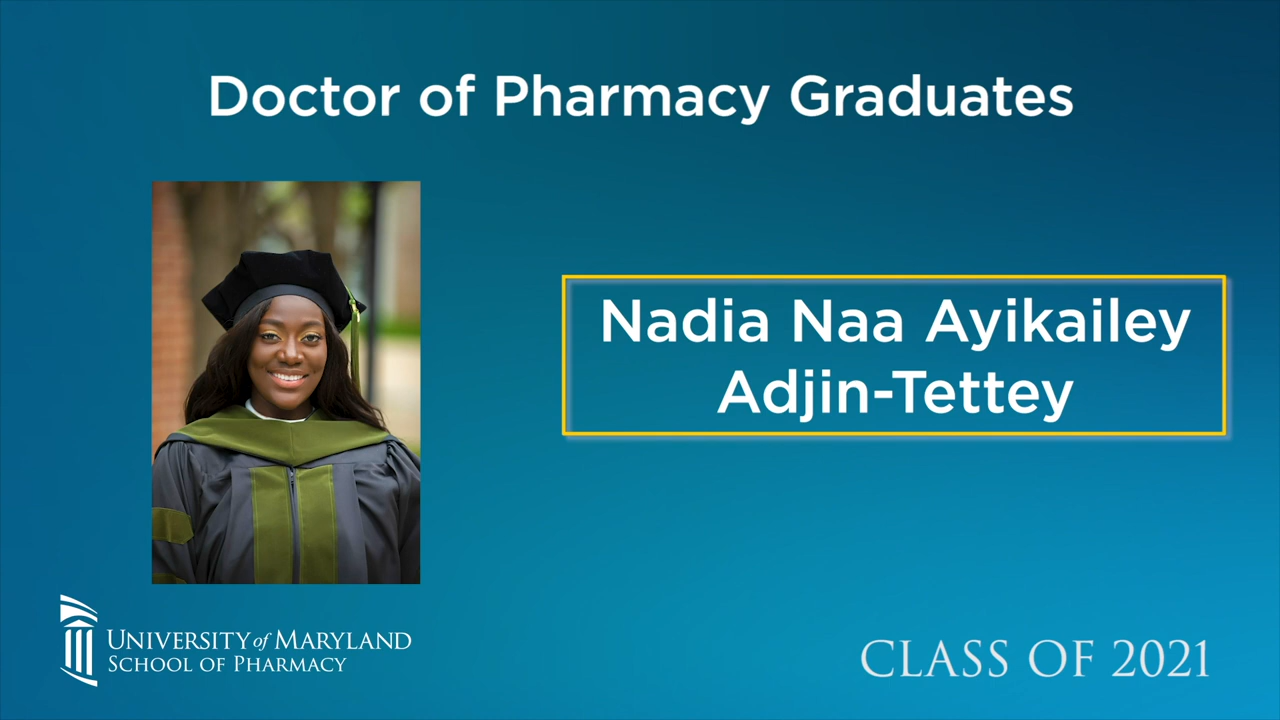 Doctor of Pharmacy Graduates
Nadia Naa Ayikailey
Adjin-Tettey
UNIVERSITY of MARYLAND
SCHOOL OF PHARMACY
CLASS OF 2021